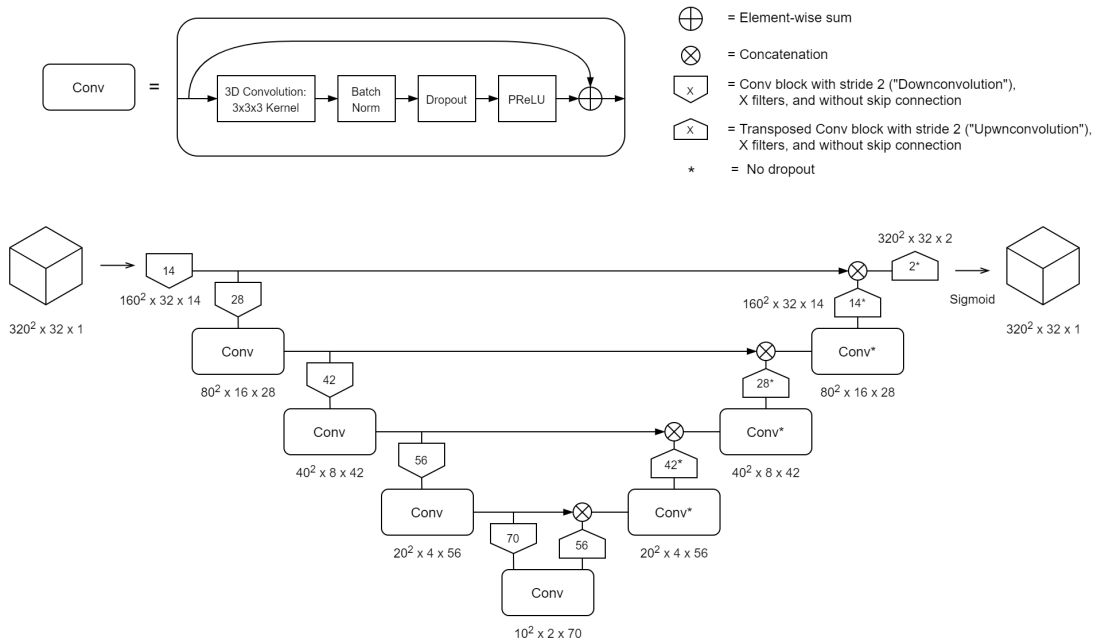 Conv
=
3D Convolution:
3x3x3 Kernel
Batch
Norm
Dropout
PReLU
= Element-wise sum
= Concatenation
X
= Conv block with stride 2 ("Downconvolution"),
X filters, and without skip connection
X
= Transposed Conv block with stride 2 ("Upwnconvolution"),
X filters, and without skip connection
* = No dropout
320² x 32 x 2
14
2*
160² x 32 x 14
28
160² x 32 x 14
14*
Sigmoid
320² x 32 x 1
320² x 32 x 1
Conv
Conv*
42
28*
80² x 16 x 28
80² x 16 x 28
Conv
Conv*
56
42*
40² x 8 x 42
40² x 8 x 42
Conv
Conv*
70
56
20² x 4 x 56
20² x 4 x 56
Conv
10² x 2 x 70